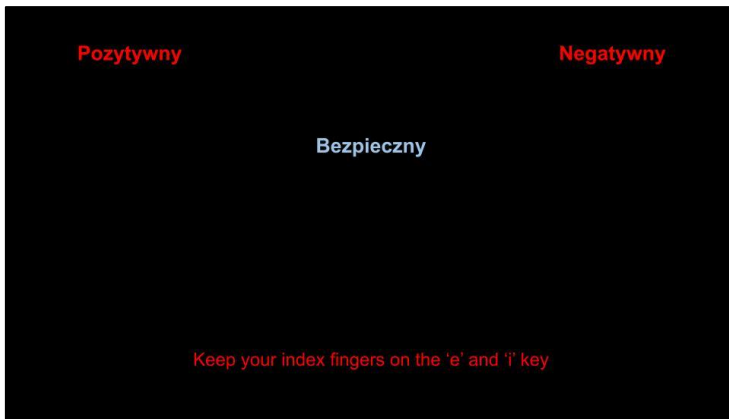 Pozytywny Negatywny
Bezpieczny
Keep your index fingers on the ‘e’ and ‘i’ key